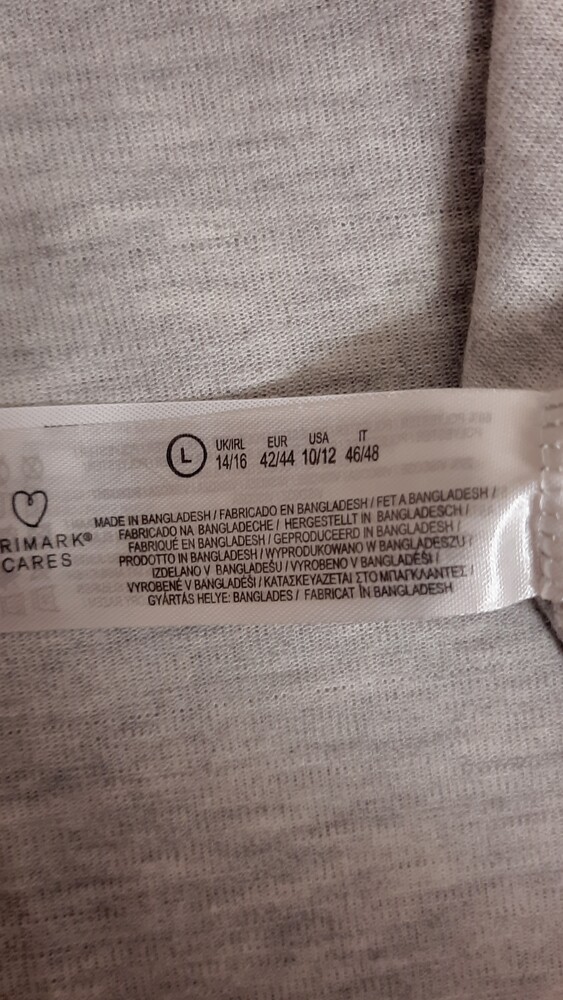 L
UK/IRL EUR USA IT
14/16 42/44 10/12 46/48
RIMARK®
CARES
MADE IN BANGLADESH / FABRICADO EN BANGLADESH / FET A BANGLADESH /
FABRICADO NA BANGLADECHE / HERGESTELLT IN BANGLADESCH /
FABRIQUÉ EN BANGLADESH / GEPRODUCEERD IN BANGLADESH /
PRODOTTO IN BANGLADESH / WYPRODUKOWANO W BANGLADESZU /
IZDELANO V BANGLADEŠU / VYROBENO V BANGLADÉŠI /
VYROBENÉ V BANGLADÉŠI / ΚΑΤΑΣΚΕΥΑΖΕΤΑΙ ΣΤΟ ΜΠΑΓΚΛΑΝΤΕΣ /
GYÁRTÁS HELYE: BANGLADES / FABRICAT ÎN BANGLADESH